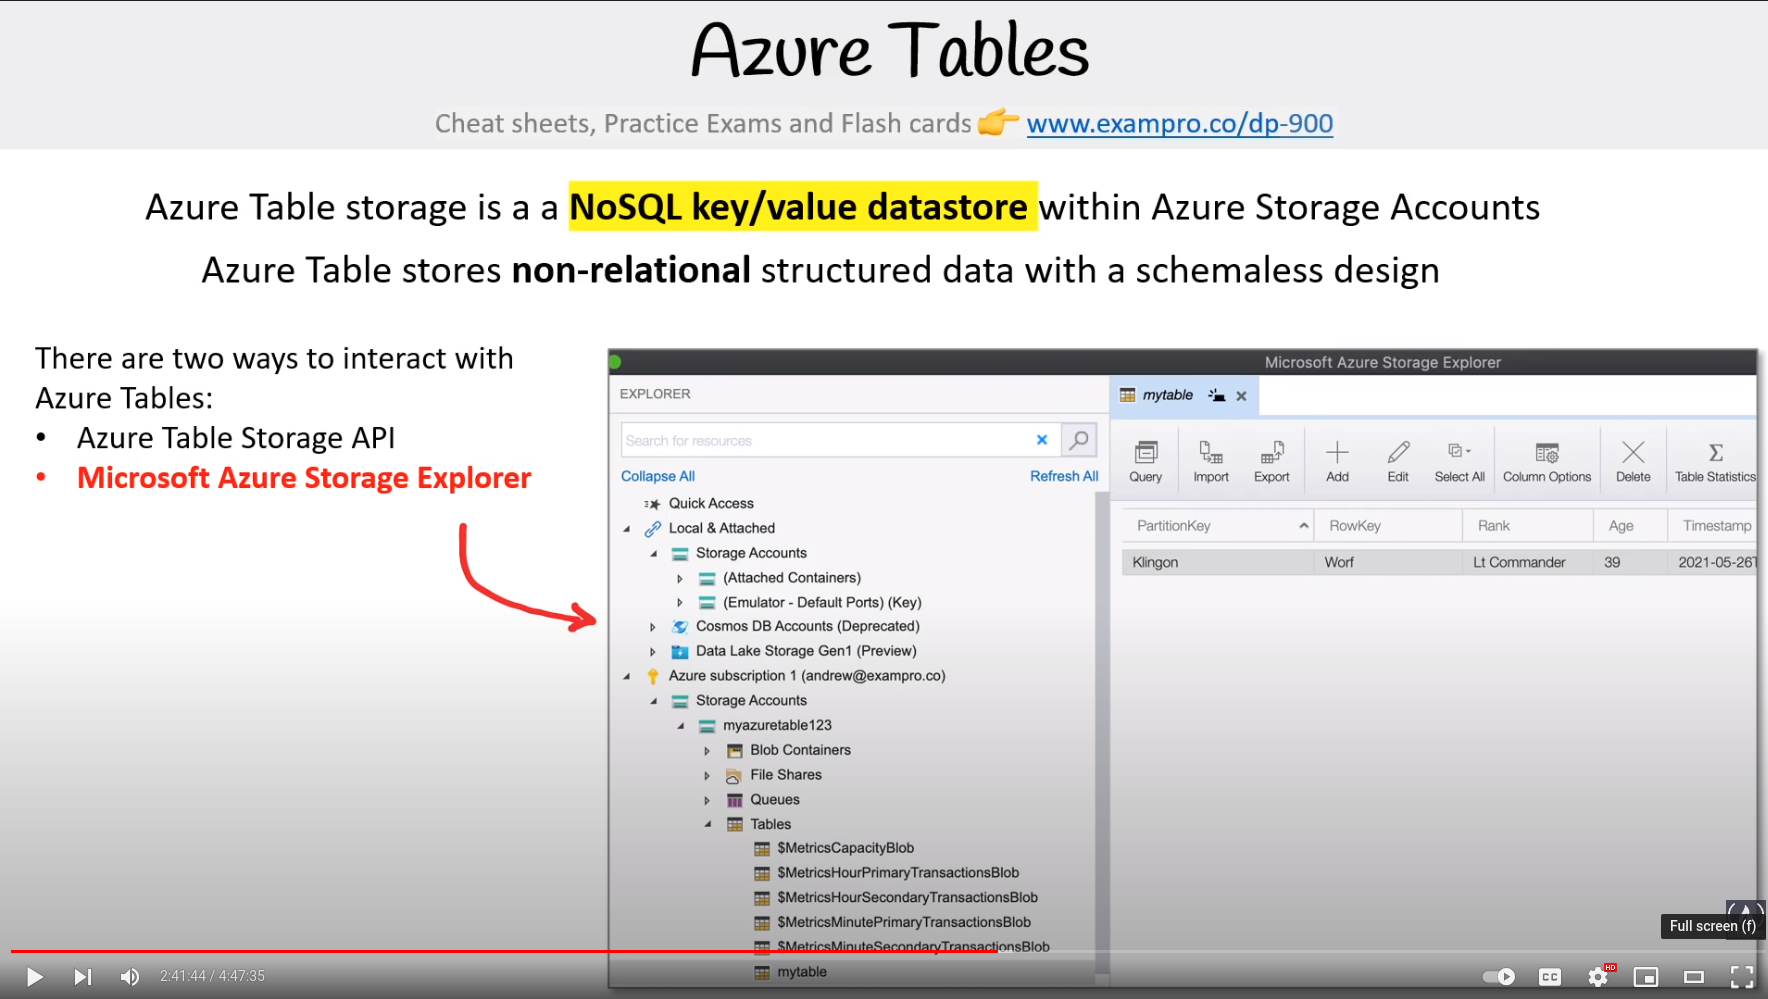 Azure Tables
Cheat sheets, Practice Exams and Flash cards 👉 www.exampro.co/dp-900
Azure Table storage is a a NoSQL key/value datastore within Azure Storage Accounts
Azure Table stores non-relational structured data with a schemaless design
There are two ways to interact with
Azure Tables:
• Azure Table Storage API
• Microsoft Azure Storage Explorer
Microsoft Azure Storage Explorer
EXPLORER
Search for resources
Collapse All Refresh All
Quick Access
Local & Attached
Storage Accounts
(Attached Containers)
(Emulator - Default Ports) (Key)
Cosmos DB Accounts (Deprecated)
Data Lake Storage Gen1 (Preview)
Azure subscription 1 (andrew@exampro.co)
Storage Accounts
myazuretable123
Blob Containers
File Shares
Queues
Tables
$MetricsCapacityBlob
$MetricsHourPrimaryTransactionsBlob
$MetricsHourSecondaryTransactionsBlob
$MetricsMinutePrimaryTransactionsBlob
$MetricsMinuteSecondaryTransactionsBlob
mytable
mytable
Query Import Export Add Edit Select All Column Options Delete Table Statistics
PartitionKey RowKey Rank Age Timestamp
Klingon Worf Lt Commander 39 2021-05-26T
Full screen (f)
2:41:44 / 4:47:35
CC HD